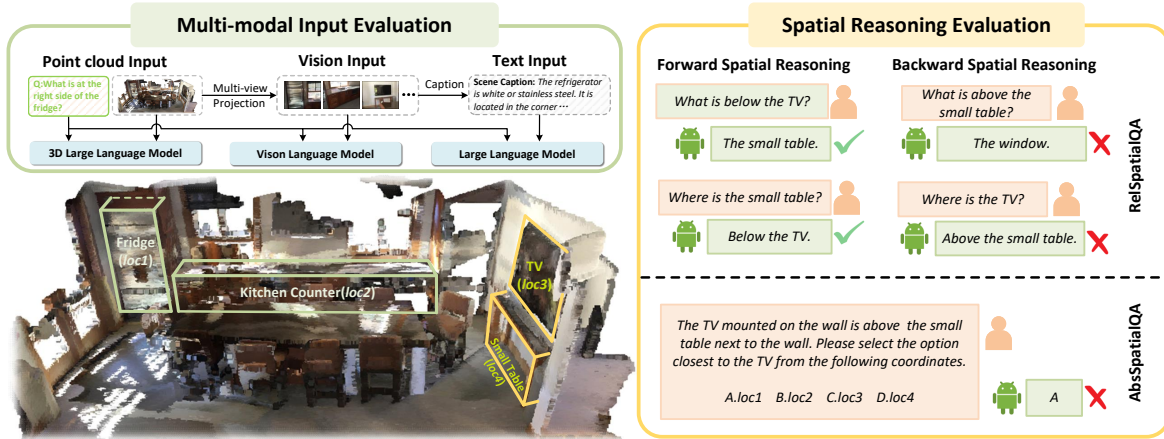 Multi-modal Input Evaluation
Point cloud Input
Vision Input
Text Input
Q:What is at the
right side of the
fridge?
Multi-view
Projection
•••
Caption
Scene Caption: The refrigerator
is white or stainless steel. It is
located in the corner ···
3D Large Language Model
Vison Language Model
Large Language Model
Fridge
(loc1)
Kitchen Counter(loc2)
TV
(loc3)
Small Table
(loc4)
Spatial Reasoning Evaluation
Forward Spatial Reasoning
Backward Spatial Reasoning
What is below the TV?
What is above the
small table?
The small table.
The window.
Where is the small table?
Where is the TV?
Below the TV.
Above the small table.
RelSpatialQA
The TV mounted on the wall is above the small
table next to the wall. Please select the option
closest to the TV from the following coordinates.
A.loc1 B.loc2 C.loc3 D.loc4
A
AbsSpatialQA